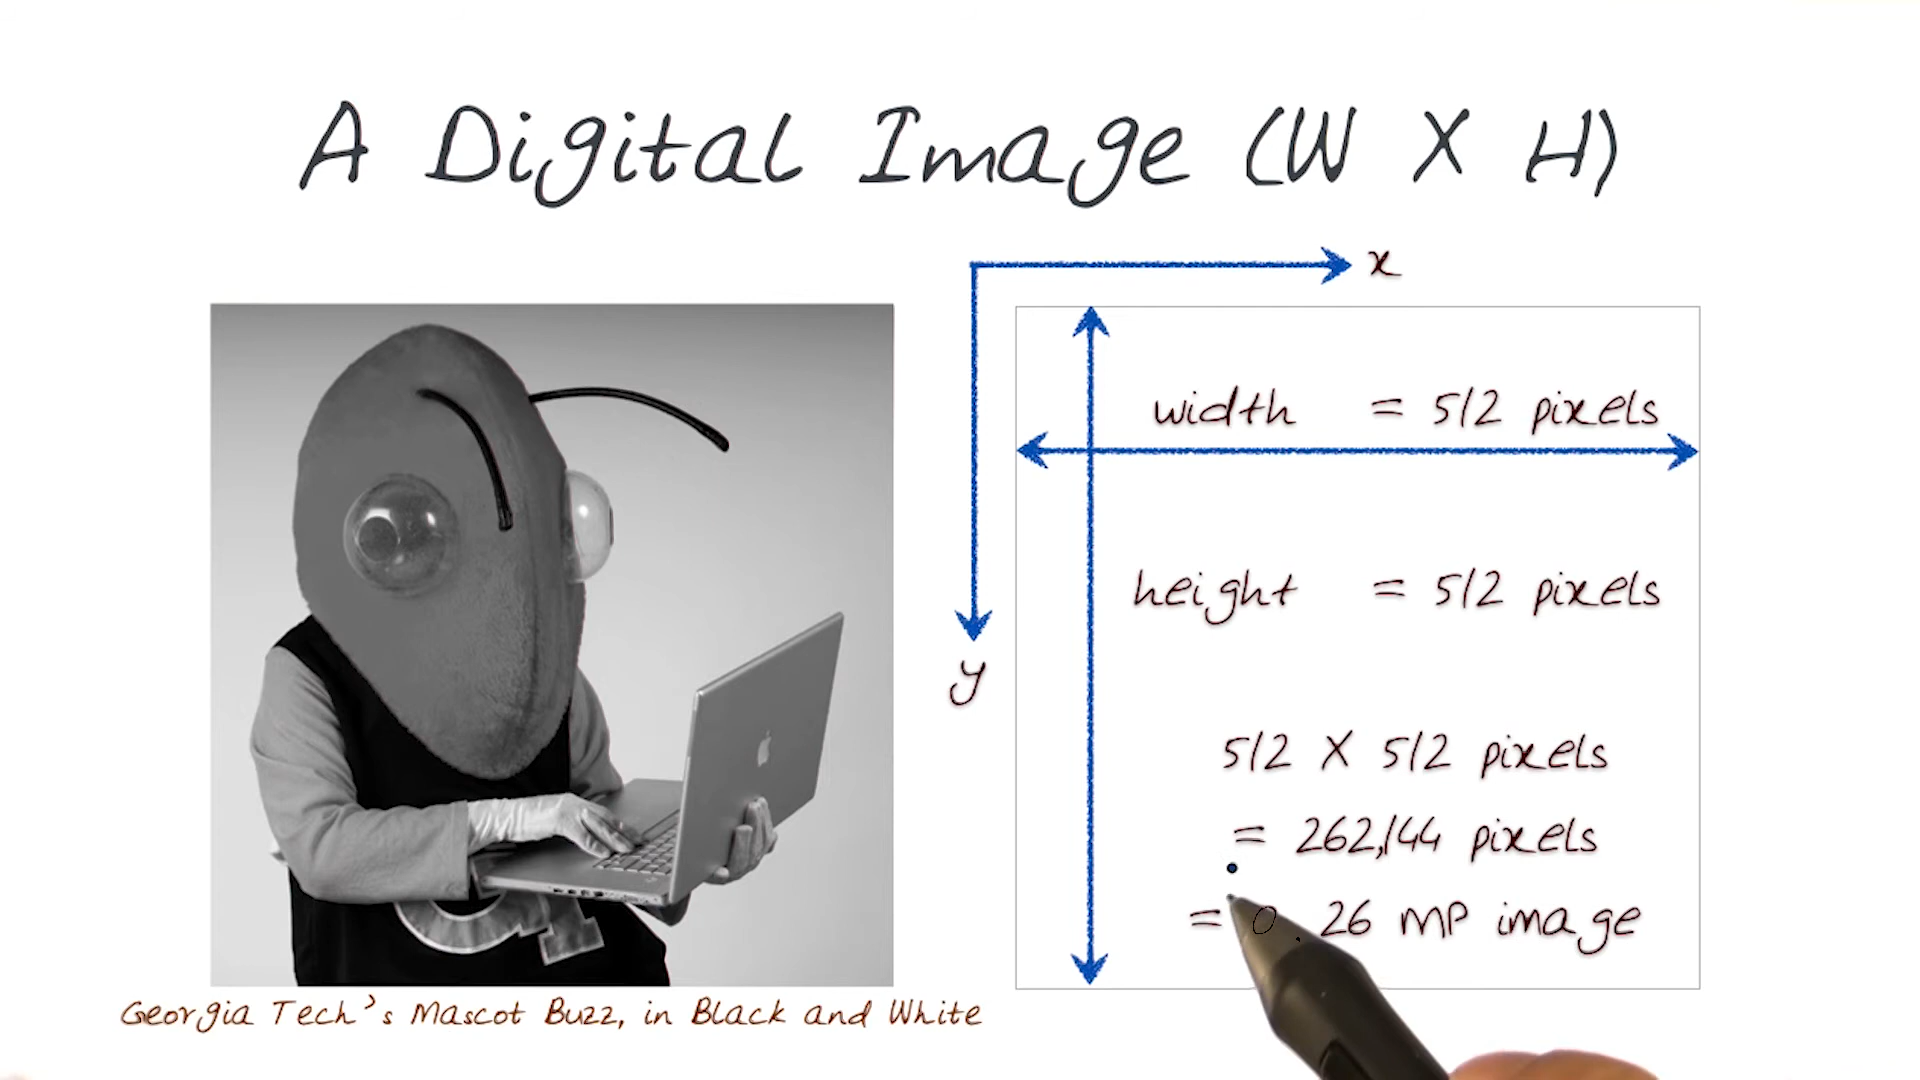 A Digital Image (W X H)
x
y
width = 512 pixels
height = 512 pixels
512 X 512 pixels
= 262,144 pixels
= 0.26 MP image
GT
Georgia Tech's Mascot Buzz, in Black and White